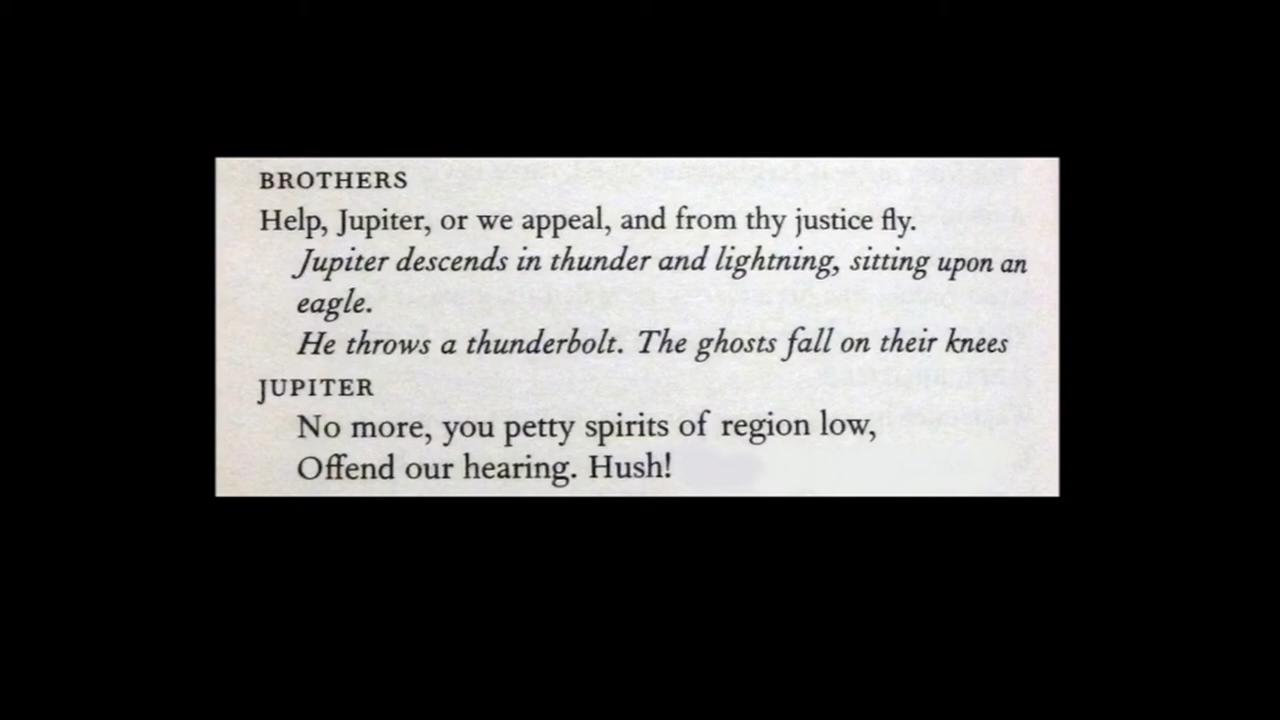 BROTHERS
Help, Jupiter, or we appeal, and from thy justice fly.
Jupiter descends in thunder and lightning, sitting upon an
eagle.
He throws a thunderbolt. The ghosts fall on their knees
JUPITER
No more, you petty spirits of region low,
Offend our hearing. Hush!